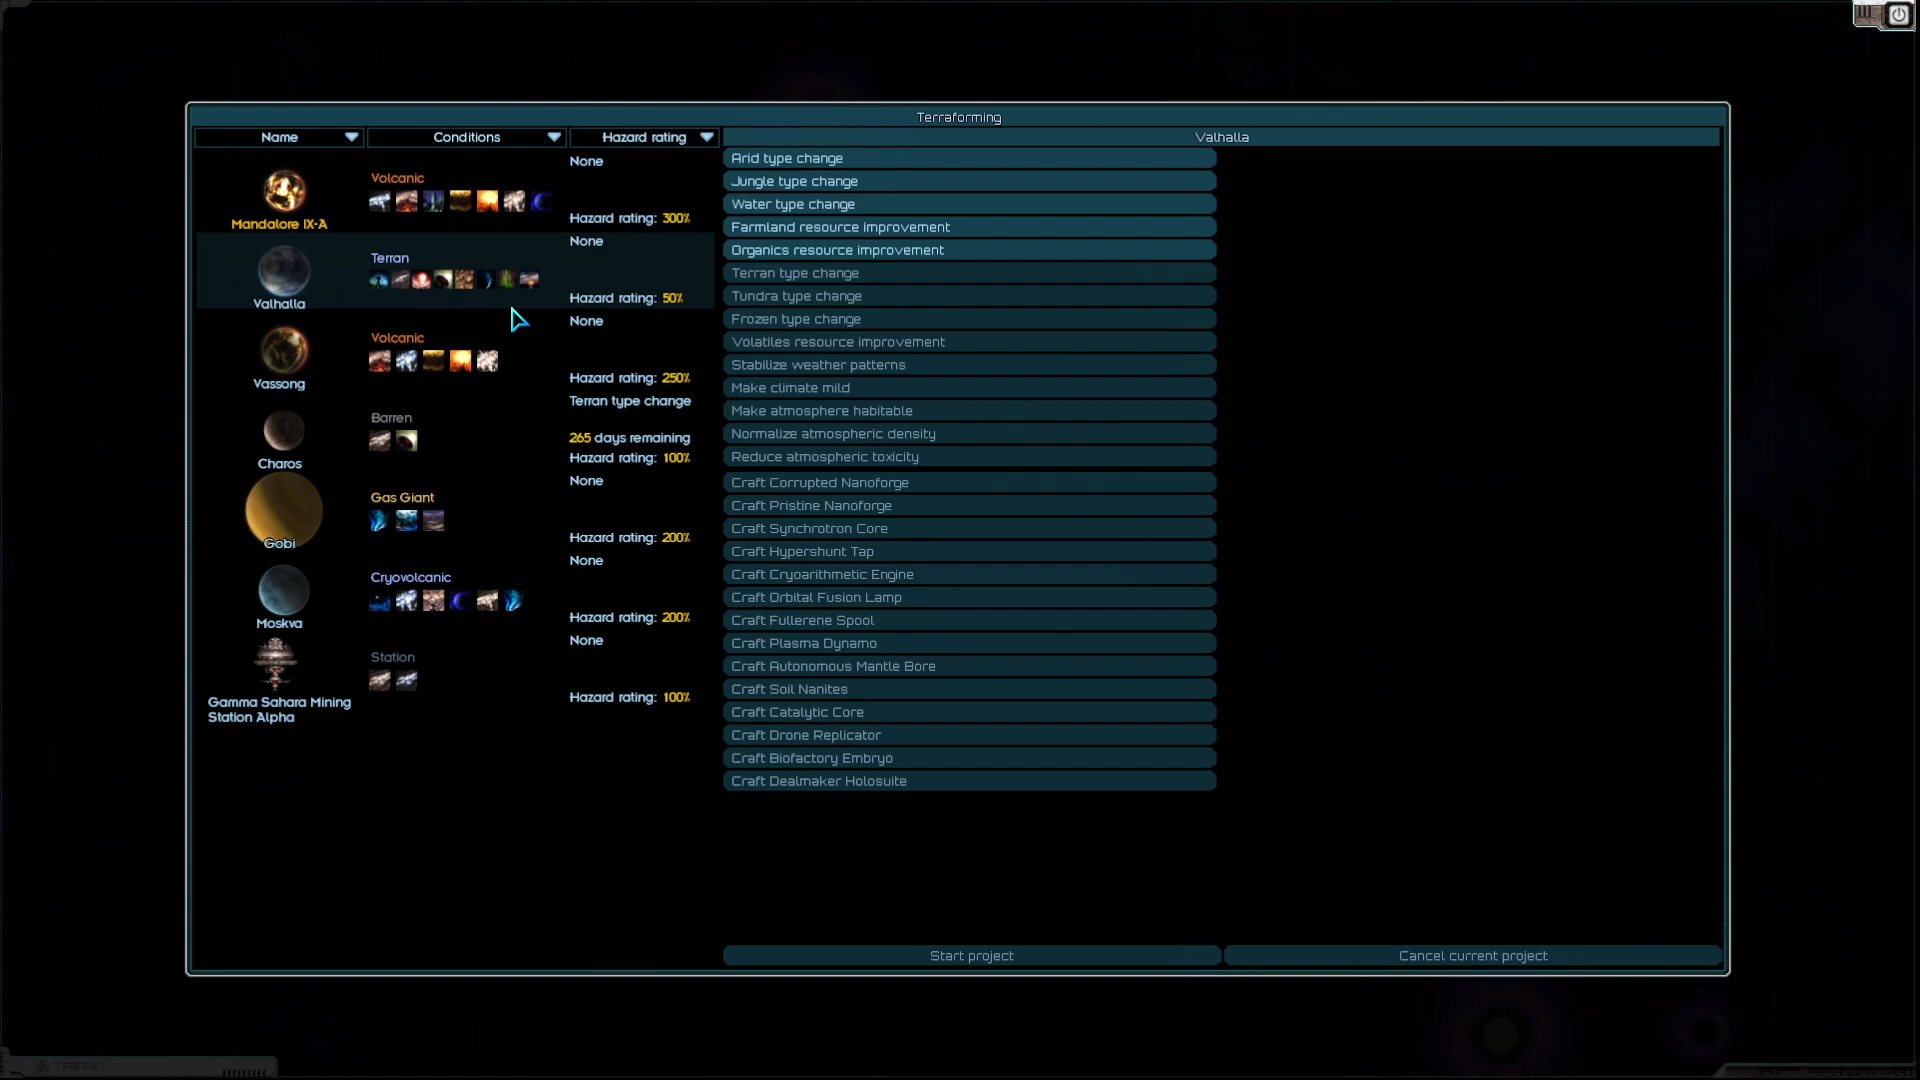 Terraforming
Name
Conditions
Hazard rating
Valhalla
None
Volcanic
Mandalore IX-A
Hazard rating: 300%
None
Terran
Valhalla
Hazard rating: 50%
None
Volcanic
Vassong
Hazard rating: 250%
Terran type change
Barren
265 days remaining
Charos
Hazard rating: 100%
None
Gas Giant
Gobi
Hazard rating: 200%
None
Cryovolcanic
Moskva
Hazard rating: 200%
None
Station
Gamma Sahara Mining
Station Alpha
Hazard rating: 100%
Arid type change
Jungle type change
Water type change
Farmland resource improvement
Organics resource improvement
Terran type change
Tundra type change
Frozen type change
Volatiles resource improvement
Stabilize weather patterns
Make climate mild
Make atmosphere habitable
Normalize atmospheric density
Reduce atmospheric toxicity
Craft Corrupted Nanoforge
Craft Pristine Nanoforge
Craft Synchrotron Core
Craft Hypershunt Tap
Craft Cryoarithmetic Engine
Craft Orbital Fusion Lamp
Craft Fullerene Spool
Craft Plasma Dynamo
Craft Autonomous Mantle Bore
Craft Soil Nanites
Craft Catalytic Core
Craft Drone Replicator
Craft Biofactory Embryo
Craft Dealmaker Holosuite
Start project
Cancel current project